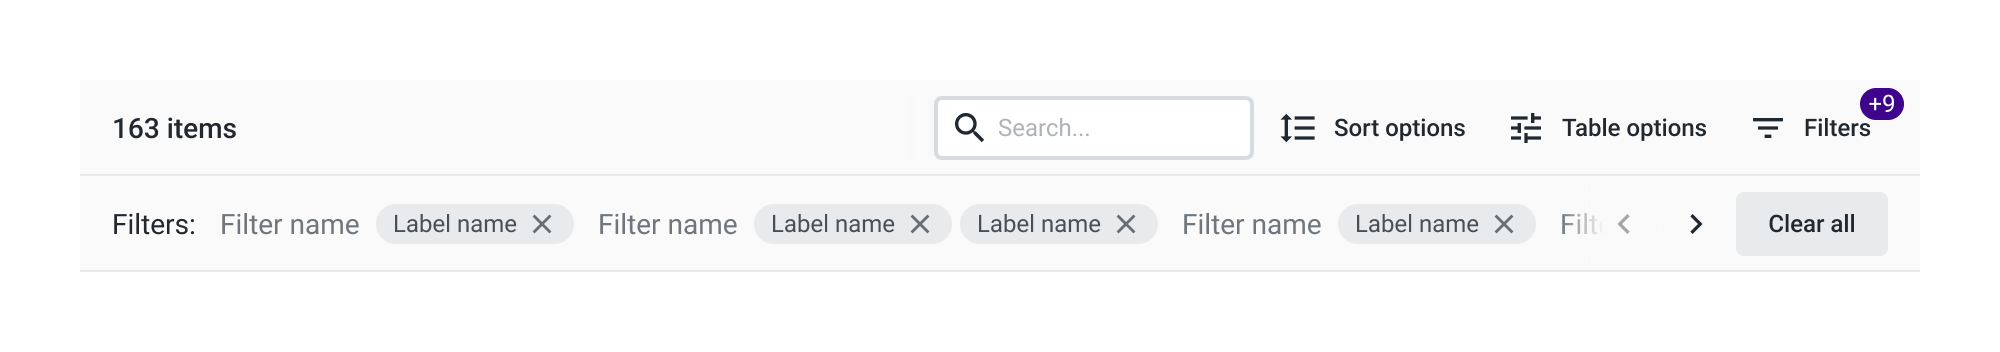 163 items Search... Sort options Table options Filters +9
Filters: Filter name Label name Filter name Label name Label name Filter name Label name Filt Clear all